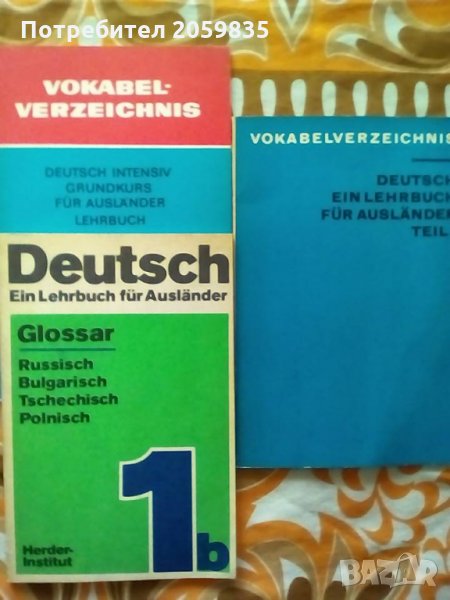 Потребител 2059835
VOKABEL-
VERZEICHNIS
DEUTSCH INTENSIV
GRUNDKURS
FÜR AUSLÄNDER
LEHRBUCH
Deutsch
Ein Lehrbuch für Ausländer
Glossar
Russisch
Bulgarisch
Tschechisch
Polnisch
1b
Herder-
Institut
VOKABELVERZEICHNIS
DEUTSCH
EIN LEHRBUCH
FÜR AUSLÄNDER
TEIL
BAZAR